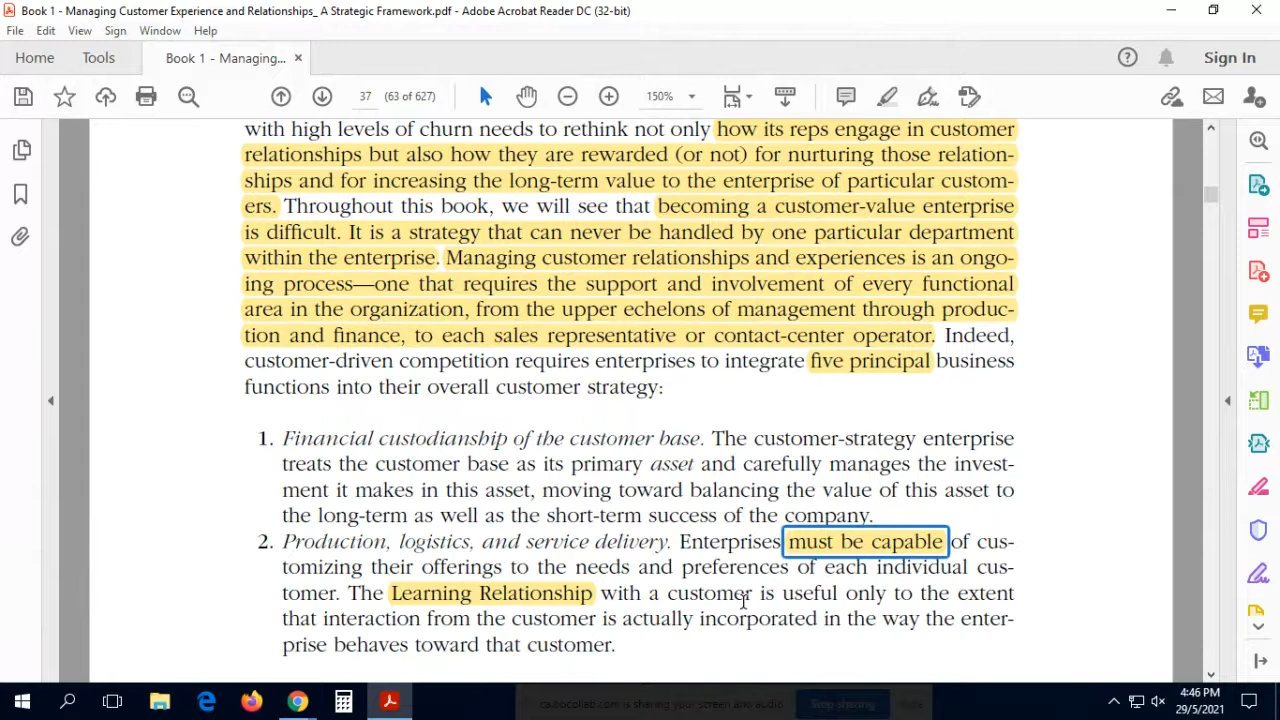 Book 1 - Managing Customer Experience and Relationships_ A Strategic Framework.pdf - Adobe Acrobat Reader DC (32-bit)
File Edit View Sign Window Help
Home Tools Book 1 - Managing... × Sign In
37 (63 of 627) 150%
with high levels of churn needs to rethink not only how its reps engage in customer
relationships but also how they are rewarded (or not) for nurturing those relation-
ships and for increasing the long-term value to the enterprise of particular custom-
ers. Throughout this book, we will see that becoming a customer-value enterprise
is difficult. It is a strategy that can never be handled by one particular department
within the enterprise. Managing customer relationships and experiences is an ongo-
ing process—one that requires the support and involvement of every functional
area in the organization, from the upper echelons of management through produc-
tion and finance, to each sales representative or contact-center operator. Indeed,
customer-driven competition requires enterprises to integrate five principal business
functions into their overall customer strategy:
1. Financial custodianship of the customer base. The customer-strategy enterprise
treats the customer base as its primary asset and carefully manages the invest-
ment it makes in this asset, moving toward balancing the value of this asset to
the long-term as well as the short-term success of the company.
2. Production, logistics, and service delivery. Enterprises must be capable of cus-
tomizing their offerings to the needs and preferences of each individual cus-
tomer. The Learning Relationship with a customer is useful only to the extent
that interaction from the customer is actually incorporated in the way the enter-
prise behaves toward that customer.
ca.bbcollab.com is sharing your screen and audio. Stop sharing Hide
4:46 PM
29/5/2021